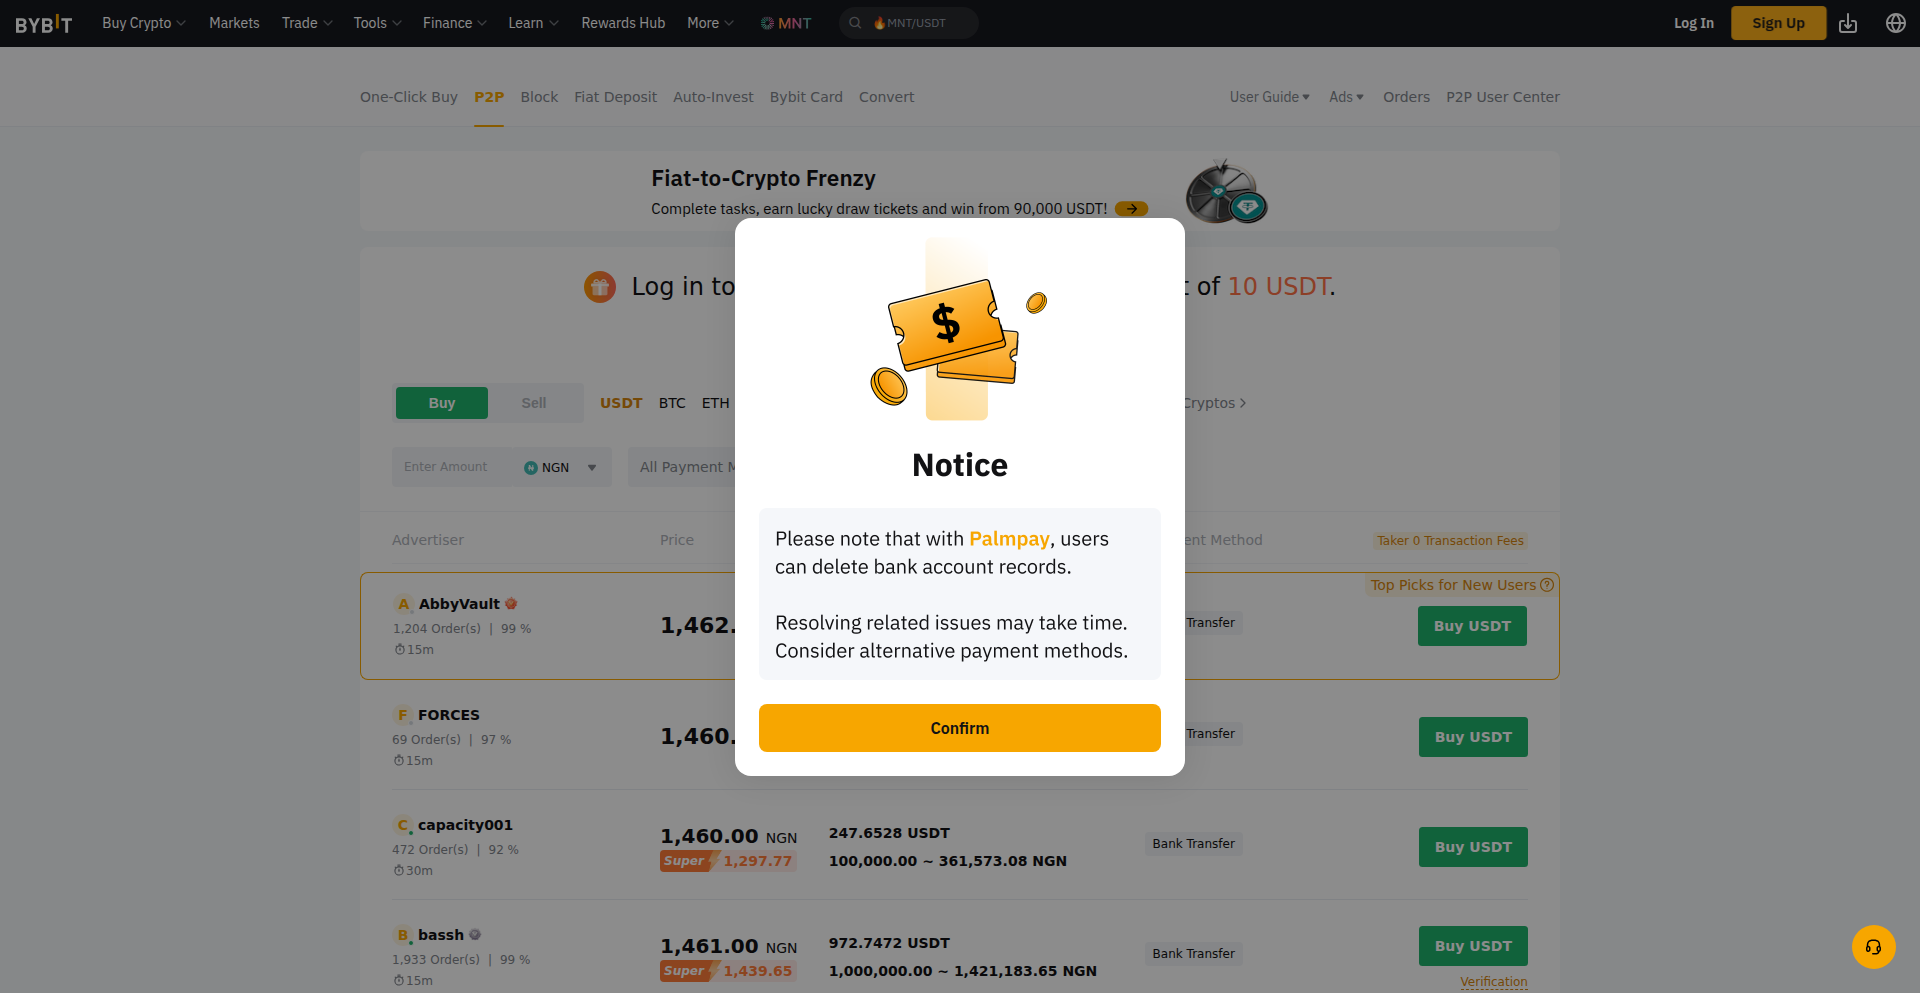 BYBIT Buy Crypto Markets Trade Tools Finance Learn Rewards Hub More MNT MNT/USDT Log In Sign Up
One-Click Buy P2P Block Fiat Deposit Auto-Invest Bybit Card Convert User Guide Ads Orders P2P User Center
Fiat-to-Crypto Frenzy
Complete tasks, earn lucky draw tickets and win from 90,000 USDT!
Log in to of 10 USDT.
$
Buy Sell USDT BTC ETH Cryptos
Enter Amount NGN All Payment
Notice
Please note that with Palmpay, users
can delete bank account records.
Resolving related issues may take time.
Consider alternative payment methods.
Confirm
Advertiser Price Method Taker 0 Transaction Fees
Top Picks for New Users
A AbbyVault
1,204 Order(s) | 99 %
15m
1,462. Transfer Buy USDT
F FORCES
69 Order(s) | 97 %
15m
1,460. Transfer Buy USDT
C capacity001
472 Order(s) | 92 %
30m
1,460.00 NGN
Super 1,297.77
247.6528 USDT
100,000.00 ~ 361,573.08 NGN
Bank Transfer
Buy USDT
B bassh
1,933 Order(s) | 99 %
15m
1,461.00 NGN
Super 1,439.65
972.7472 USDT
1,000,000.00 ~ 1,421,183.65 NGN
Bank Transfer
Buy USDT
Verification